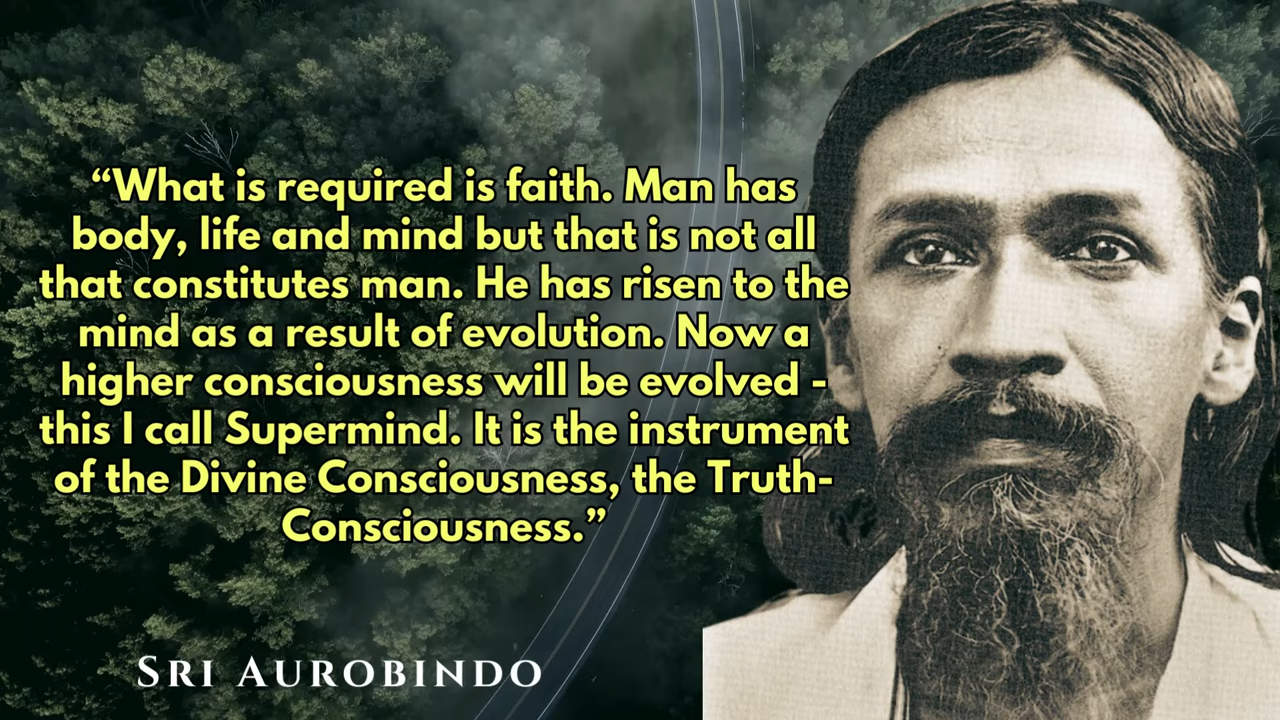 “What is required is faith. Man has
body, life and mind but that is not all
that constitutes man. He has risen to the
mind as a result of evolution. Now a
higher consciousness will be evolved -
this I call Supermind. It is the instrument
of the Divine Consciousness, the Truth-
Consciousness.”
SRI AUROBINDO